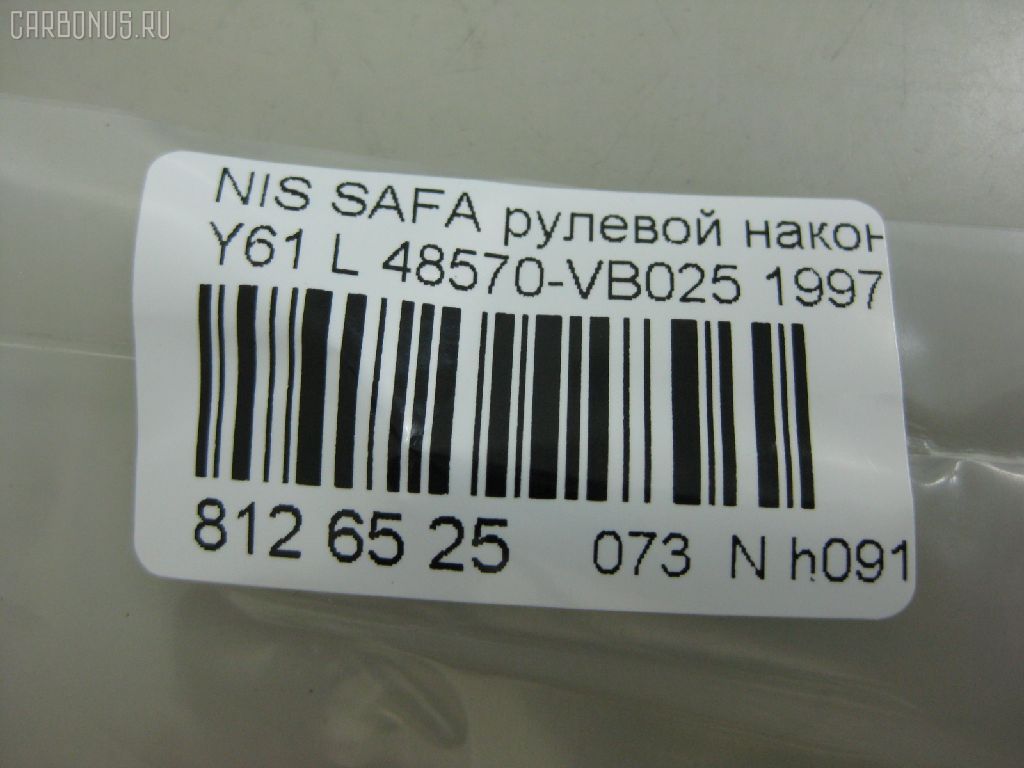 CARBONUS.RU
NIS SAFA рулевой након
Y61 L 48570-VB025 1997
812 65 25 073 N h091